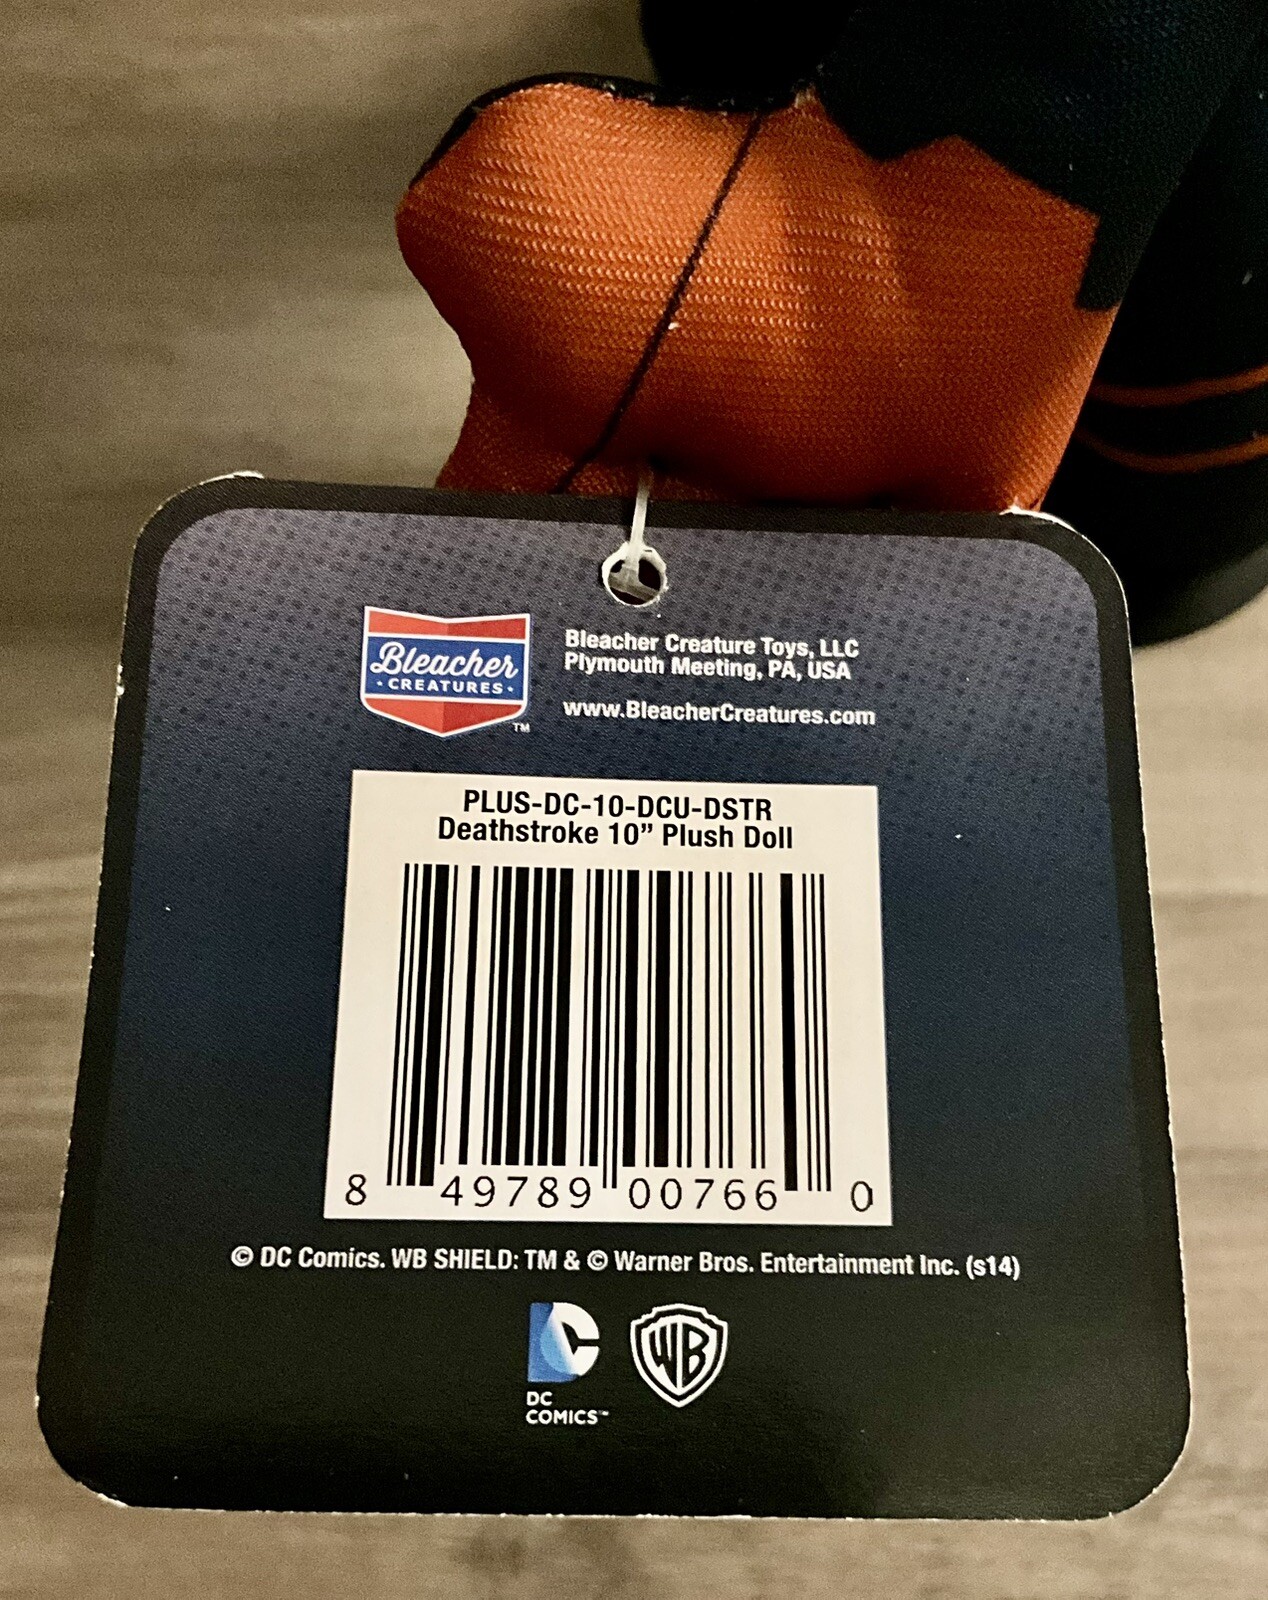 Bleacher
• CREATURES •
TM
Bleacher Creature Toys, LLC
Plymouth Meeting, PA, USA
www.BleacherCreatures.com
PLUS-DC-10-DCU-DSTR
Deathstroke 10” Plush Doll
8 49789 00766 0
© DC Comics. WB SHIELD: TM & © Warner Bros. Entertainment Inc. (s14)
DC
WB
DC
COMICS™